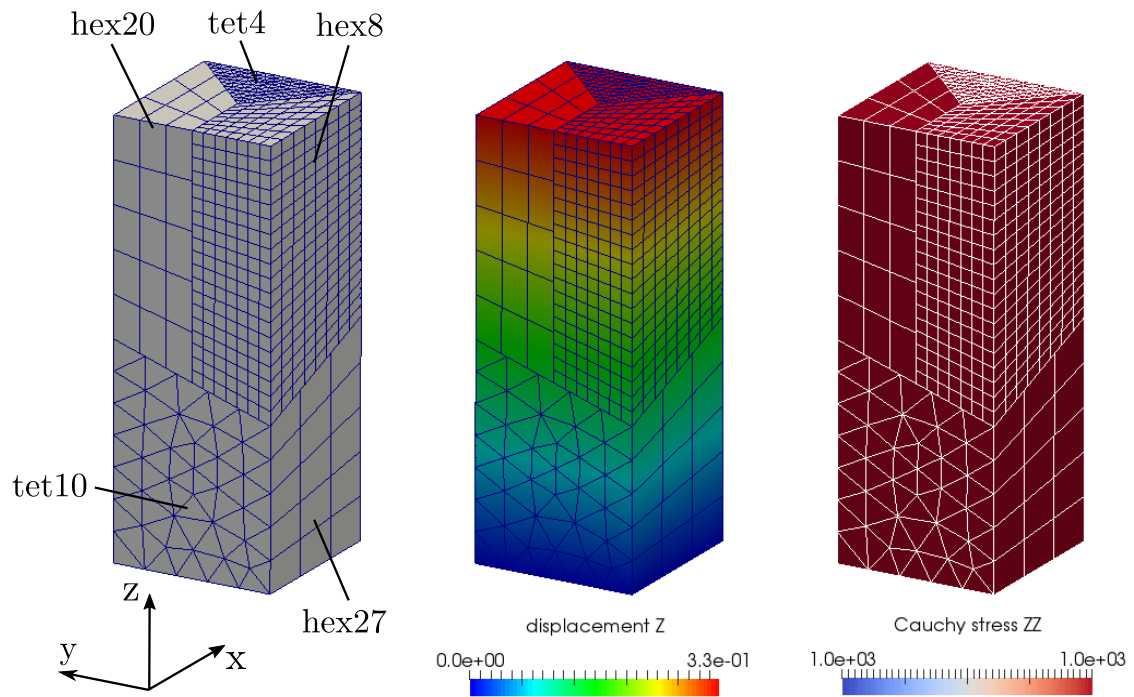 hex20
tet4
hex8
tet10
hex27
z
y
x
displacement Z
0.0e+00
3.3e-01
Cauchy stress ZZ
1.0e+03
1.0e+03